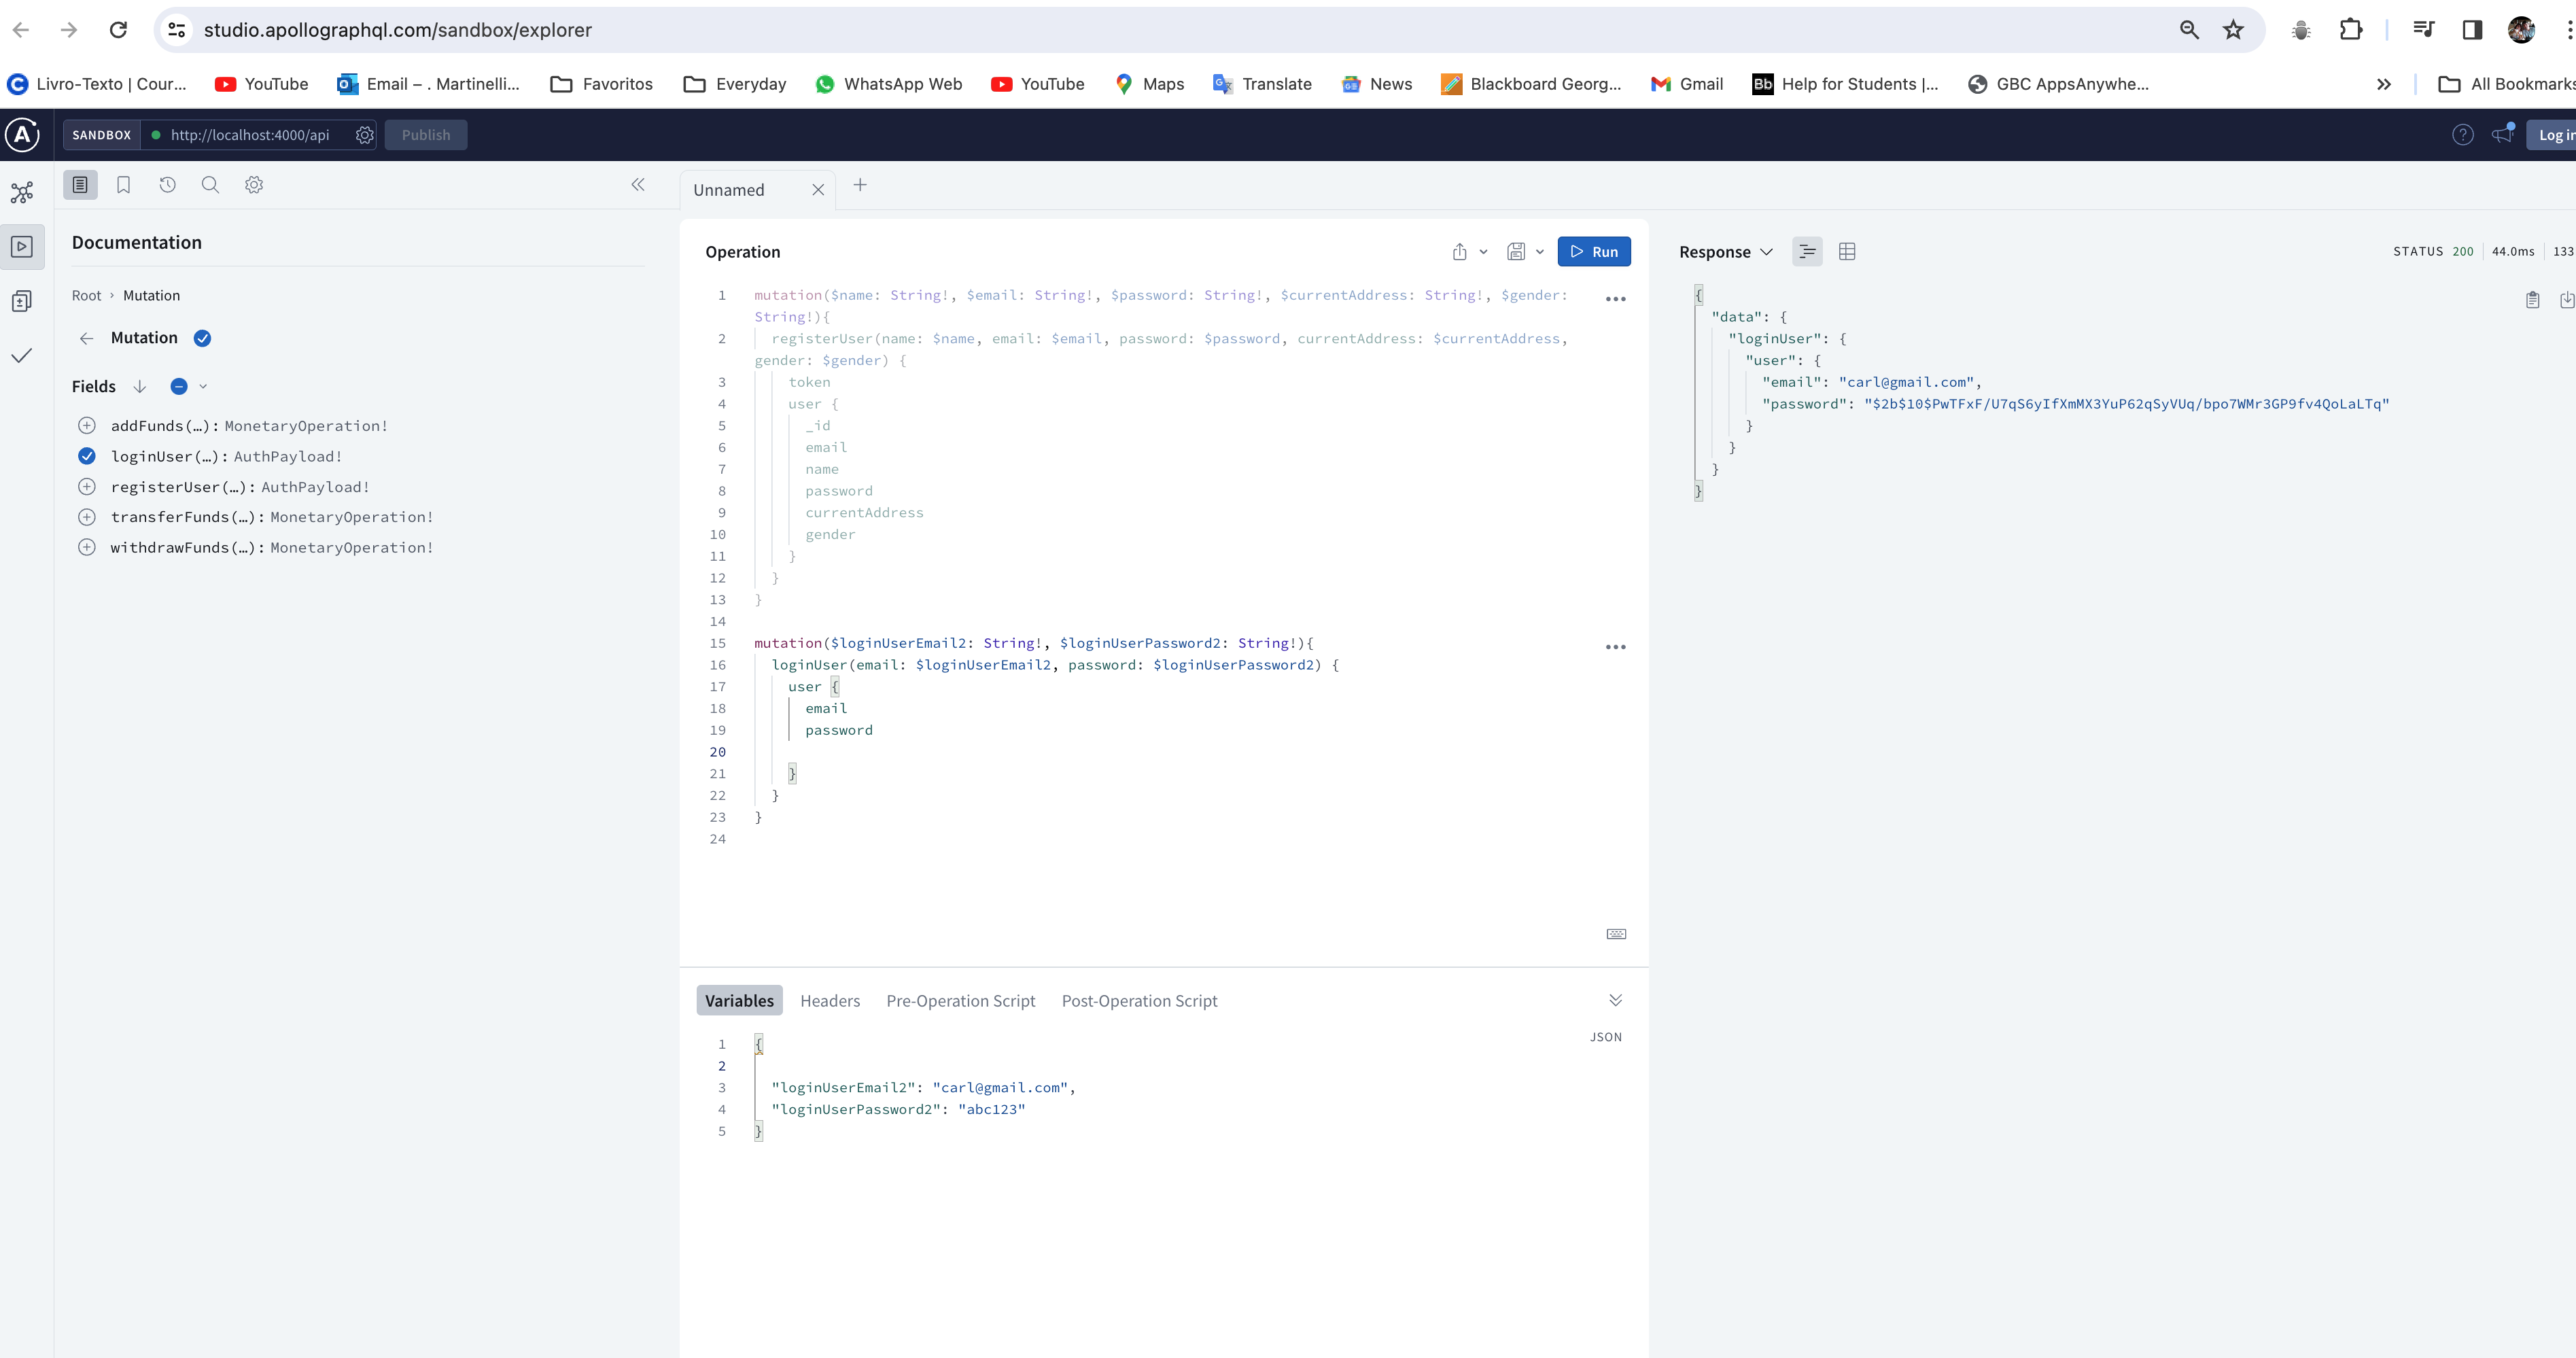 studio.apollographql.com/sandbox/explorer
Livro-Texto | Cour... YouTube Email – . Martinelli... Favoritos Everyday WhatsApp Web YouTube Maps Translate News Blackboard Georg... Gmail Bb Help for Students |... GBC AppsAnywhe... » All Bookmarks
SANDBOX http://localhost:4000/api Publish Log in
Unnamed
Documentation
Root › Mutation
Mutation
Fields
addFunds(…): MonetaryOperation!
loginUser(…): AuthPayload!
registerUser(…): AuthPayload!
transferFunds(…): MonetaryOperation!
withdrawFunds(…): MonetaryOperation!
Operation
Run
1 mutation($name: String!, $email: String!, $password: String!, $currentAddress: String!, $gender:
String!){
2 registerUser(name: $name, email: $email, password: $password, currentAddress: $currentAddress,
gender: $gender) {
3 token
4 user {
5 _id
6 email
7 name
8 password
9 currentAddress
10 gender
11 }
12 }
13 }
14
15 mutation($loginUserEmail2: String!, $loginUserPassword2: String!){
16 loginUser(email: $loginUserEmail2, password: $loginUserPassword2) {
17 user {
18 email
19 password
20
21 }
22 }
23 }
24
Variables Headers Pre-Operation Script Post-Operation Script
JSON
1 {
2
3 "loginUserEmail2": "carl@gmail.com",
4 "loginUserPassword2": "abc123"
5 }
Response STATUS 200 44.0ms 133
{
"data": {
"loginUser": {
"user": {
"email": "carl@gmail.com",
"password": "$2b$10$PwTFxF/U7qS6yIfXmMX3YuP62qSyVUq/bpo7WMr3GP9fv4QoLaLTq"
}
}
}
}